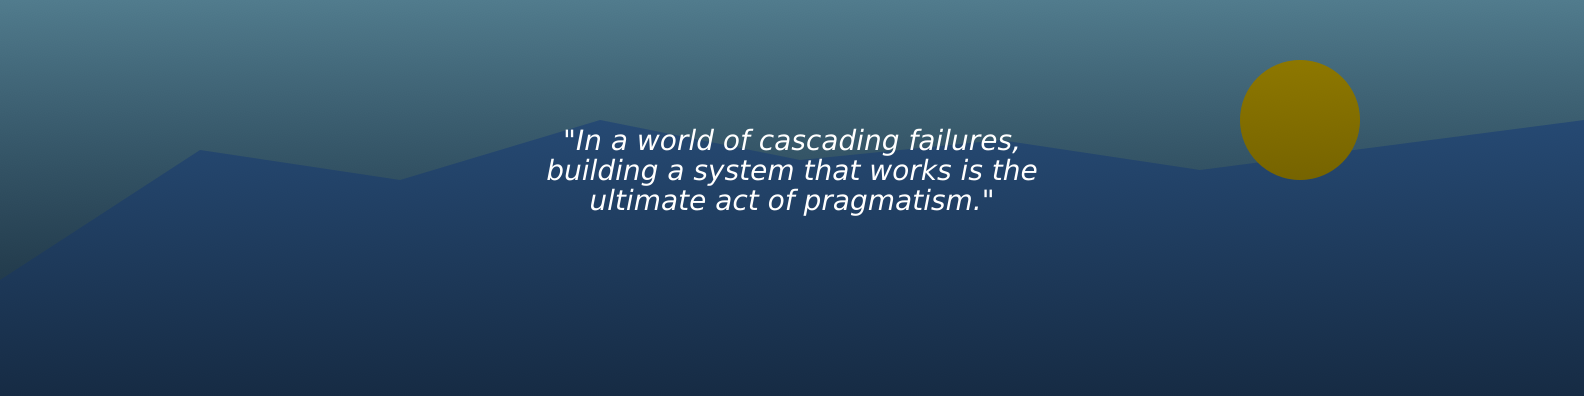 "In a world of cascading failures,
building a system that works is the
ultimate act of pragmatism."